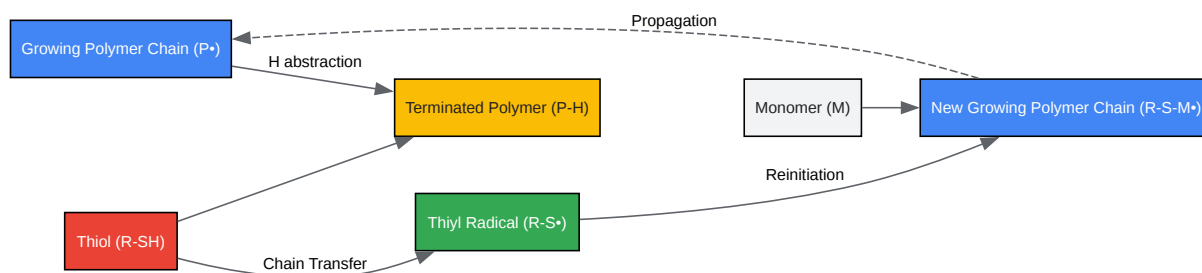 Propagation
Growing Polymer Chain (P•)
H abstraction
Terminated Polymer (P-H)
Monomer (M)
New Growing Polymer Chain (R-S-M•)
Reinitiation
Thiyl Radical (R-S•)
Thiol (R-SH)
Chain Transfer